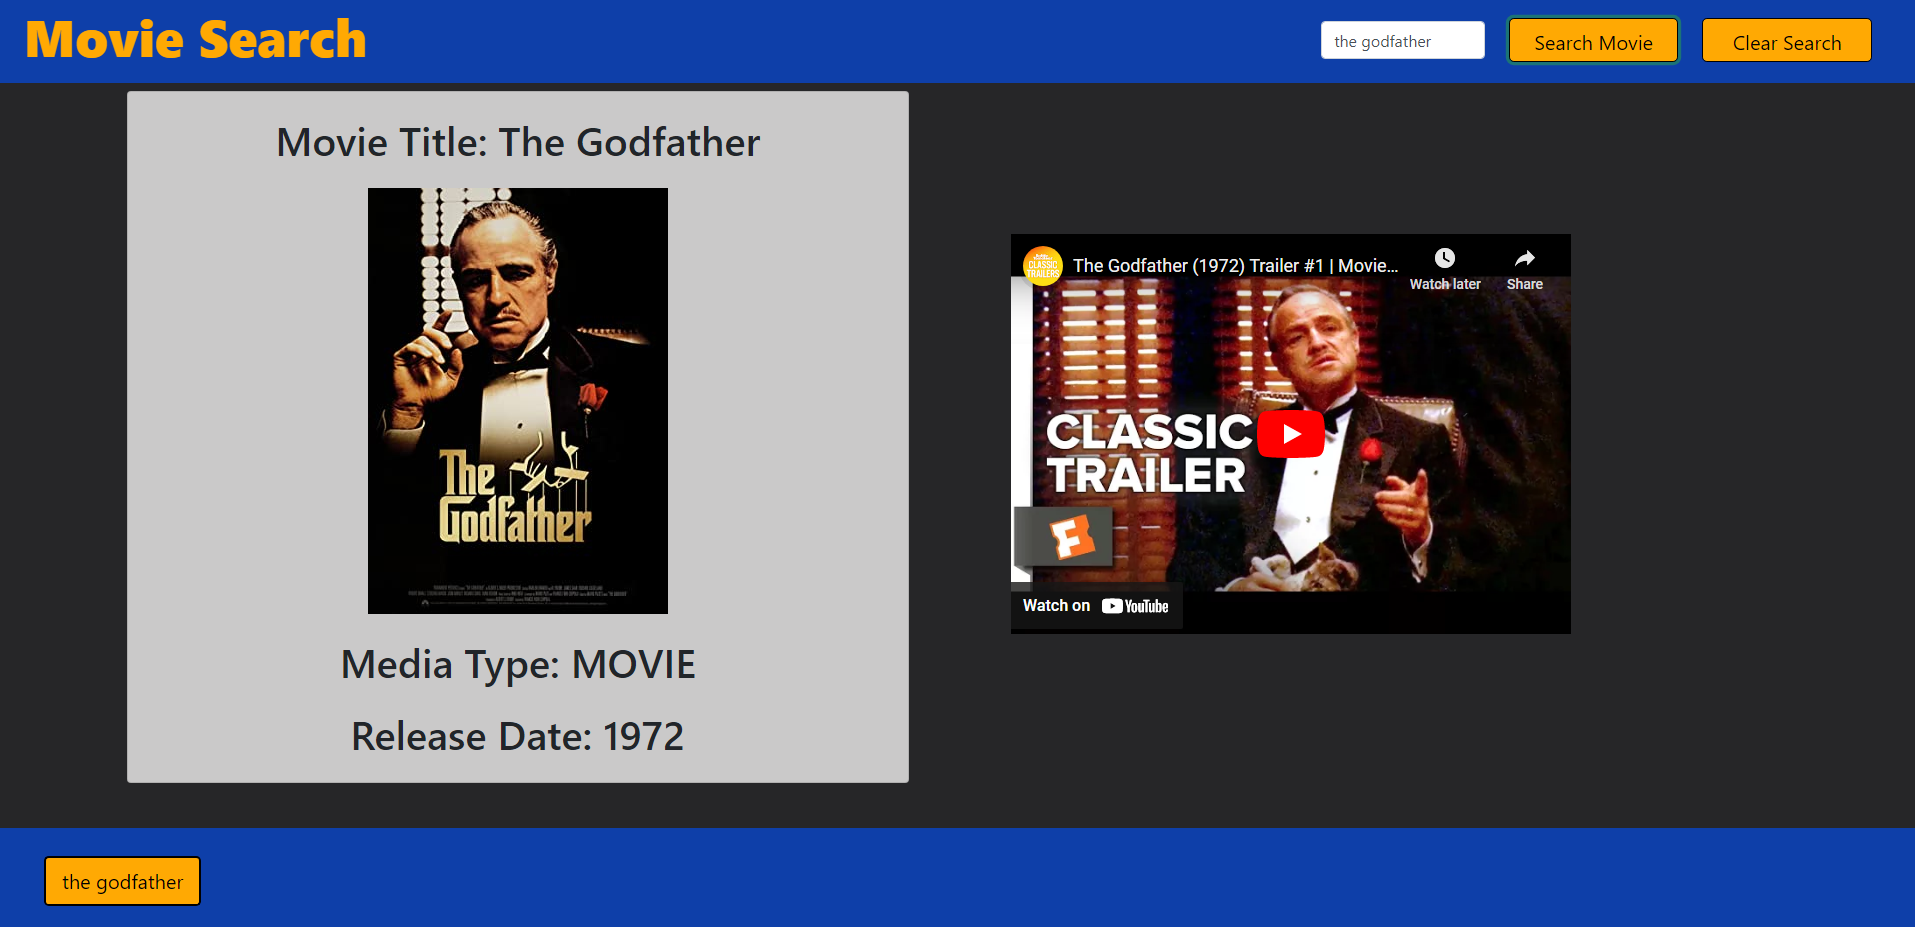 Movie Search
the godfather
Search Movie
Clear Search
Movie Title: The Godfather
The
Godfather
Media Type: MOVIE
Release Date: 1972
CLASSIC
TRAILERS
The Godfather (1972) Trailer #1 | Movie...
Watch later
Share
CLASSIC
TRAILER
F
Watch on YouTube
the godfather